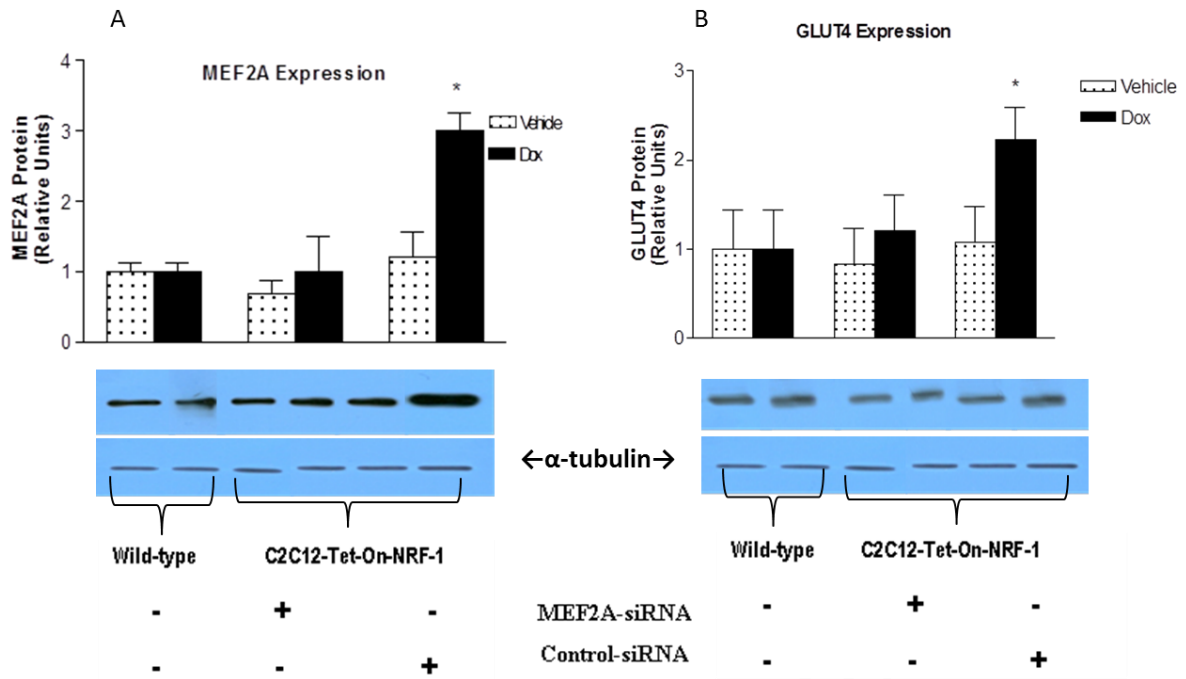 A
MEF2A Expression
MEF2A Protein
(Relative Units)
4
3
2
1
0
*
Vehicle
Dox
B
GLUT4 Expression
GLUT4 Protein
(Relative Units)
3
2
1
0
*
Vehicle
Dox
←α-tubulin→
Wild-type
C2C12-Tet-On-NRF-1
Wild-type
C2C12-Tet-On-NRF-1
- + - MEF2A-siRNA - + -
- - + Control-siRNA - - +